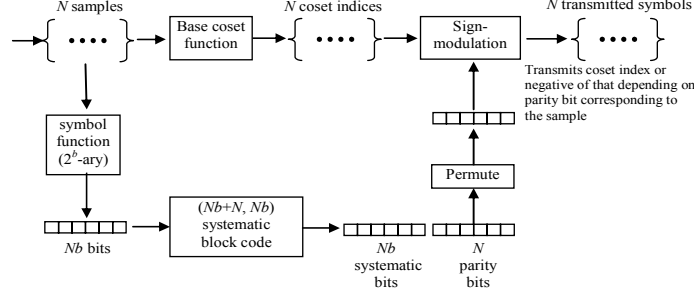 N samples
N coset indices
N transmitted symbols
Base coset
function
Sign-
modulation
Transmits coset index or
negative of that depending on
parity bit corresponding to
the sample
symbol
function
(2^b-ary)
Permute
(Nb+N, Nb)
systematic
block code
Nb bits
Nb
systematic
bits
N
parity
bits